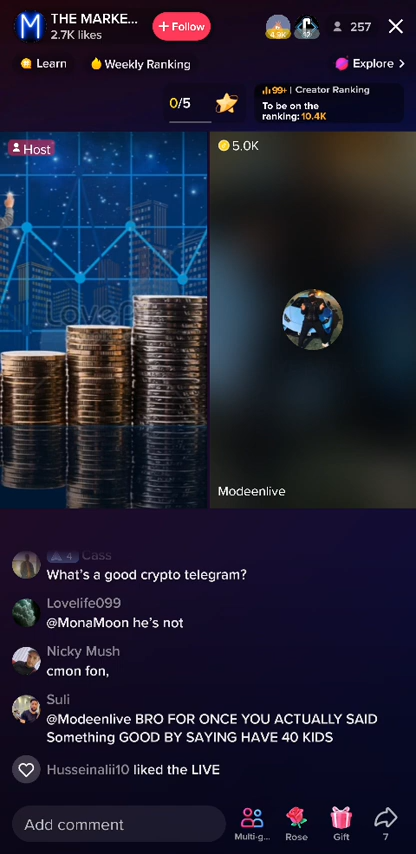 M THE MARKE... + Follow 257
2.7K likes
Learn Weekly Ranking Explore
0/5 99+ | Creator Ranking
To be on the
ranking: 10.4K
Host 5.0K
Modeenlive
4 Cass
What's a good crypto telegram?
Lovelife099
@MonaMoon he's not
Nicky Mush
cmon fon,
Suli
@Modeenlive BRO FOR ONCE YOU ACTUALLY SAID
Something GOOD BY SAYING HAVE 40 KIDS
Husseinalii10 liked the LIVE
Add comment Multi-g... Rose Gift 7